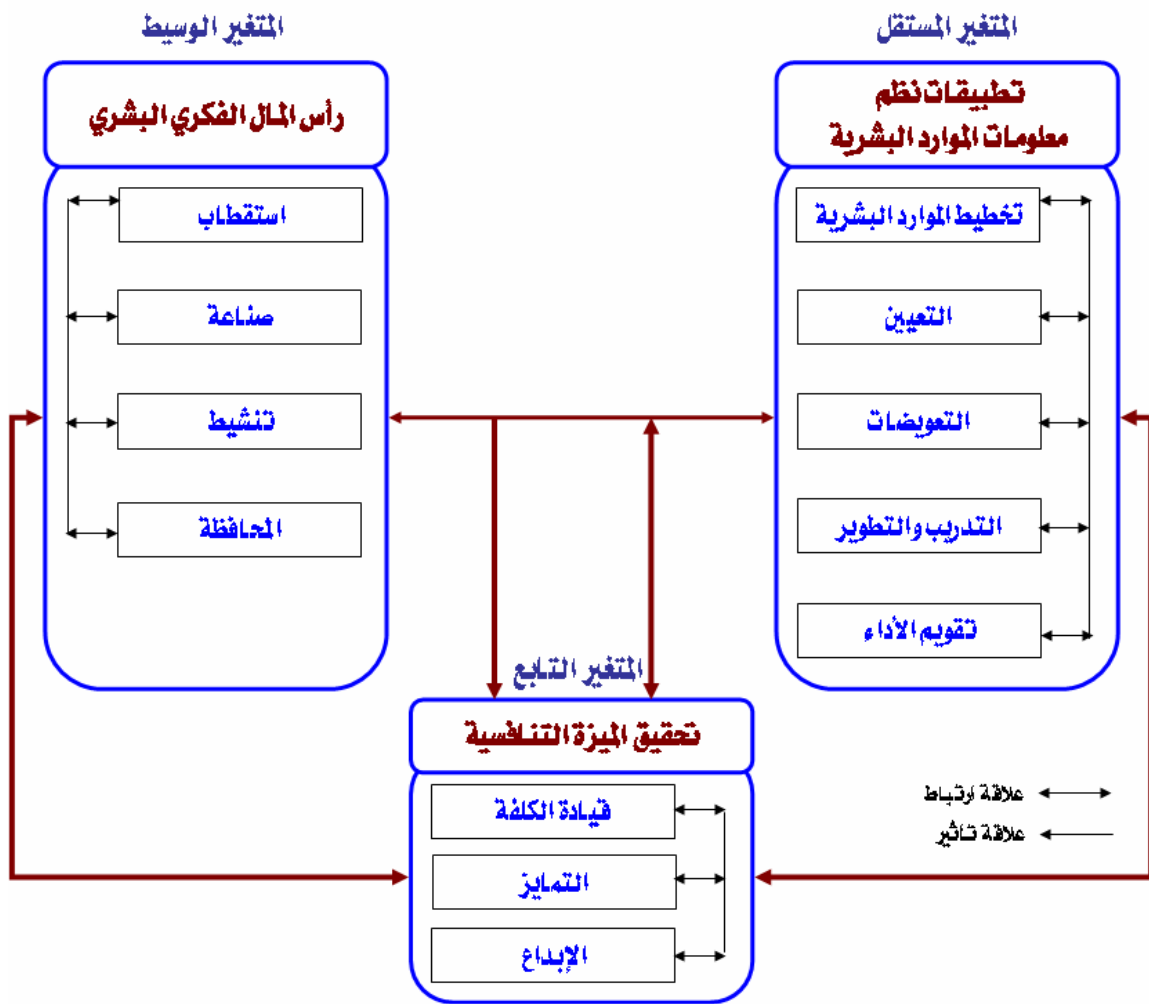 المتغير المستقل
تطبيقات نظم
معلومات الموارد البشرية
تخطيط الموارد البشرية
التعيين
التعويضات
التدريب والتطوير
تقويم الأداء
المتغير الوسيط
رأس المال الفكري البشري
استقطاب
صناعة
تنشيط
المحافظة
المتغير التابع
تحقيق الميزة التنافسية
قيادة الكلفة
التمايز
الإبداع
علاقة ارتباط
علاقة تأثير